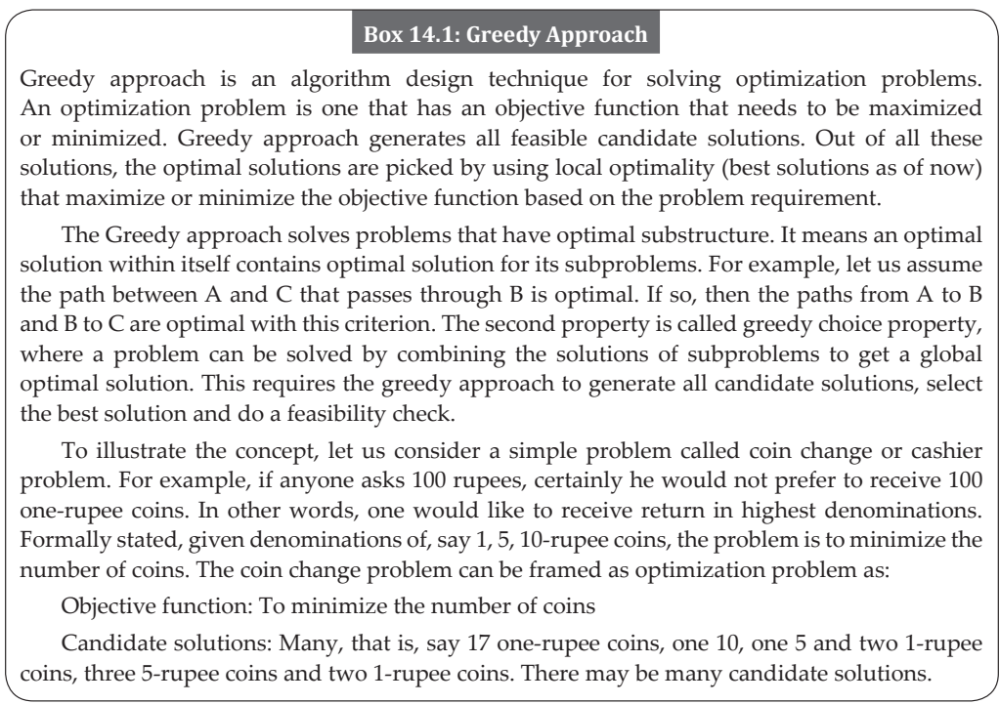 Box 14.1: Greedy Approach
Greedy approach is an algorithm design technique for solving optimization problems.
An optimization problem is one that has an objective function that needs to be maximized
or minimized. Greedy approach generates all feasible candidate solutions. Out of all these
solutions, the optimal solutions are picked by using local optimality (best solutions as of now)
that maximize or minimize the objective function based on the problem requirement.
The Greedy approach solves problems that have optimal substructure. It means an optimal
solution within itself contains optimal solution for its subproblems. For example, let us assume
the path between A and C that passes through B is optimal. If so, then the paths from A to B
and B to C are optimal with this criterion. The second property is called greedy choice property,
where a problem can be solved by combining the solutions of subproblems to get a global
optimal solution. This requires the greedy approach to generate all candidate solutions, select
the best solution and do a feasibility check.
To illustrate the concept, let us consider a simple problem called coin change or cashier
problem. For example, if anyone asks 100 rupees, certainly he would not prefer to receive 100
one-rupee coins. In other words, one would like to receive return in highest denominations.
Formally stated, given denominations of, say 1, 5, 10-rupee coins, the problem is to minimize the
number of coins. The coin change problem can be framed as optimization problem as:
Objective function: To minimize the number of coins
Candidate solutions: Many, that is, say 17 one-rupee coins, one 10, one 5 and two 1-rupee
coins, three 5-rupee coins and two 1-rupee coins. There may be many candidate solutions.